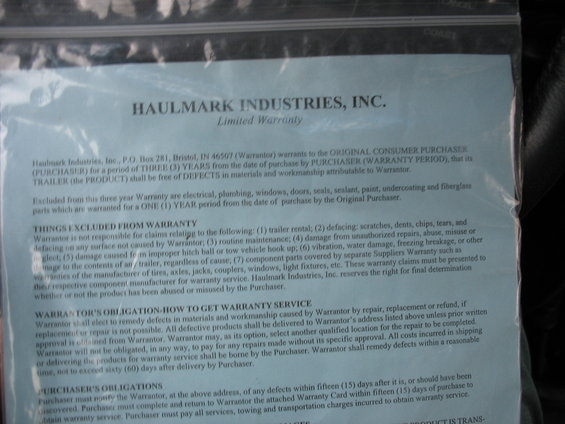 HAULMARK INDUSTRIES, INC.
Limited Warranty
Haulmark Industries, Inc., P.O. Box 281, Bristol, IN 46507 (Warrantor) warrants to the ORIGINAL CONSUMER PURCHASER
(PURCHASER) for a period of THREE (3) YEARS from the date of purchase by PURCHASER (WARRANTY PERIOD), that its
TRAILER (the PRODUCT) shall be free of DEFECTS in materials and workmanship attributable to Warrantor.
Excluded from this three year Warranty are electrical, plumbing, windows, doors, seals, sealant, paint, undercoating and fiberglass
parts which are warranted for a ONE (1) YEAR period from the date of purchase by the Original Purchaser.
THINGS EXCLUDED FROM WARRANTY
Warrantor is not responsible for claims relating to the following: (1) trailer rental; (2) defacing: scratches, dents, chips, tears, and
defacing on any surface not caused by Warrantor; (3) routine maintenance; (4) damage from unauthorized repairs, abuse, misuse or
neglect, (5) damage caused from improper hitch ball or tow vehicle hook up; (6) vibration, water damage, freezing breakage, or other
damage to the contents of any trailer, regardless of cause; (7) component parts covered by separate Suppliers Warranty such as
warranties of the manufacturer of tires, axles, jacks, couplers, windows, light fixtures, etc. These warranty claims must be presented to
the respective component manufacturer for warranty service. Haulmark Industries, Inc. reserves the right for final determination
whether or not the product has been abused or misused by the Purchaser.
WARRANTOR'S OBLIGATION-HOW TO GET WARRANTY SERVICE
Warrantor shall elect to remedy defects in materials and workmanship caused by Warrantor by repair, replacement or refund, if
replacement or repair is not possible. All defective products shall be delivered to Warrantor's address listed above unless prior written
approval is obtained from Warrantor. Warrantor may, as its option, select another qualified location for the repair to be completed.
Warrantor will not be obligated, in any way, to pay for any repairs made without its specific approval. All costs incurred in shipping
or delivering the products for warranty service shall be borne by the Purchaser. Warrantor shall remedy defects within a reasonable
time, not to exceed sixty (60) days after delivery by Purchaser.
PURCHASER'S OBLIGATIONS
Purchaser must notify the Warrantor, at the above address, of any defects within fifteen (15) days after it is, or should have been
discovered. Purchaser must complete and return to Warrantor the attached Warranty Card within fifteen (15) days of purchase to
obtain warranty service. Purchaser must pay all services, towing and transportation charges incurred to obtain warranty service.
PRODUCT IS TRANS-